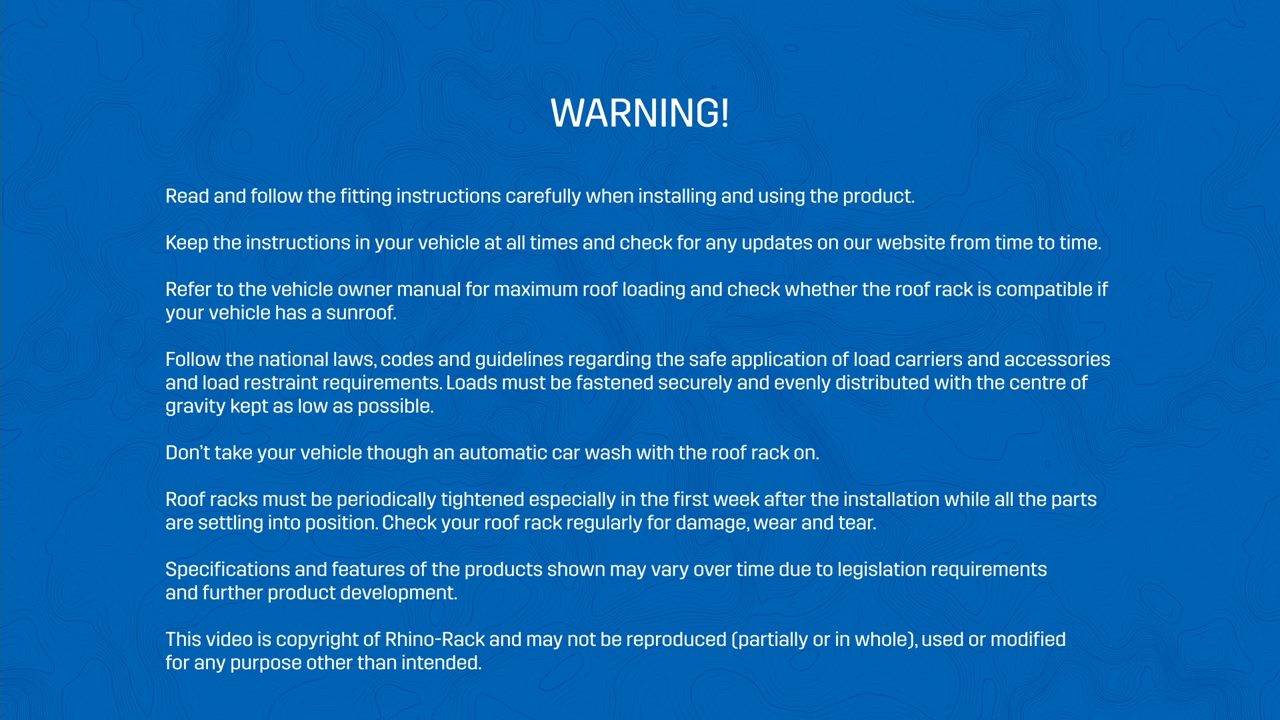 WARNING!
Read and follow the fitting instructions carefully when installing and using the product.
Keep the instructions in your vehicle at all times and check for any updates on our website from time to time.
Refer to the vehicle owner manual for maximum roof loading and check whether the roof rack is compatible if
your vehicle has a sunroof.
Follow the national laws, codes and guidelines regarding the safe application of load carriers and accessories
and load restraint requirements. Loads must be fastened securely and evenly distributed with the centre of
gravity kept as low as possible.
Don’t take your vehicle though an automatic car wash with the roof rack on.
Roof racks must be periodically tightened especially in the first week after the installation while all the parts
are settling into position. Check your roof rack regularly for damage, wear and tear.
Specifications and features of the products shown may vary over time due to legislation requirements
and further product development.
This video is copyright of Rhino-Rack and may not be reproduced (partially or in whole), used or modified
for any purpose other than intended.